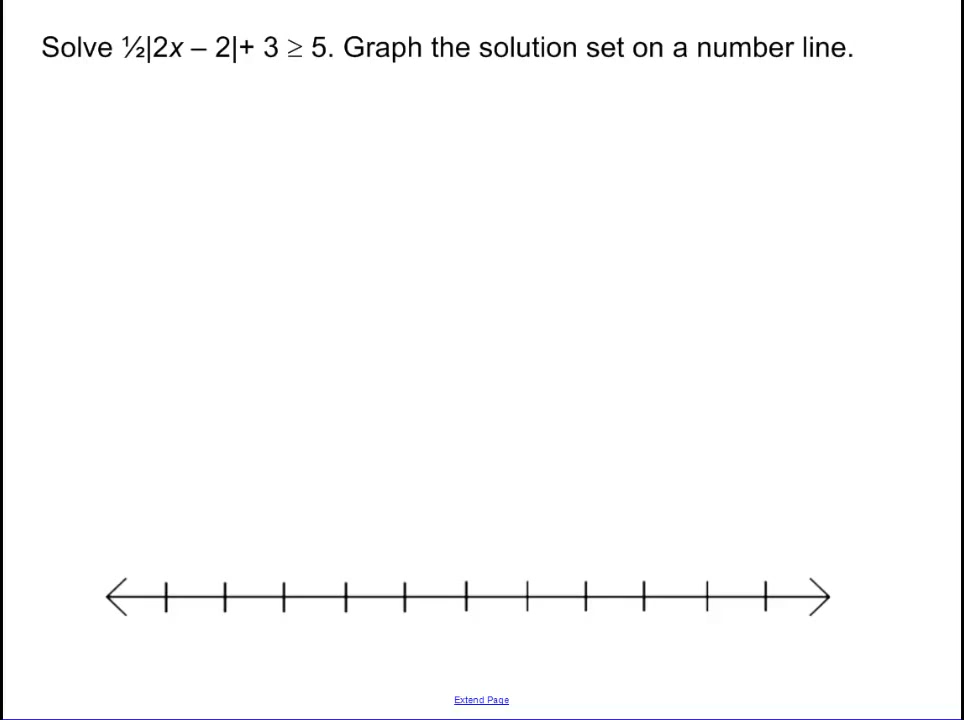 Solve ½|2x – 2|+ 3 ≥ 5. Graph the solution set on a number line.
Extend Page